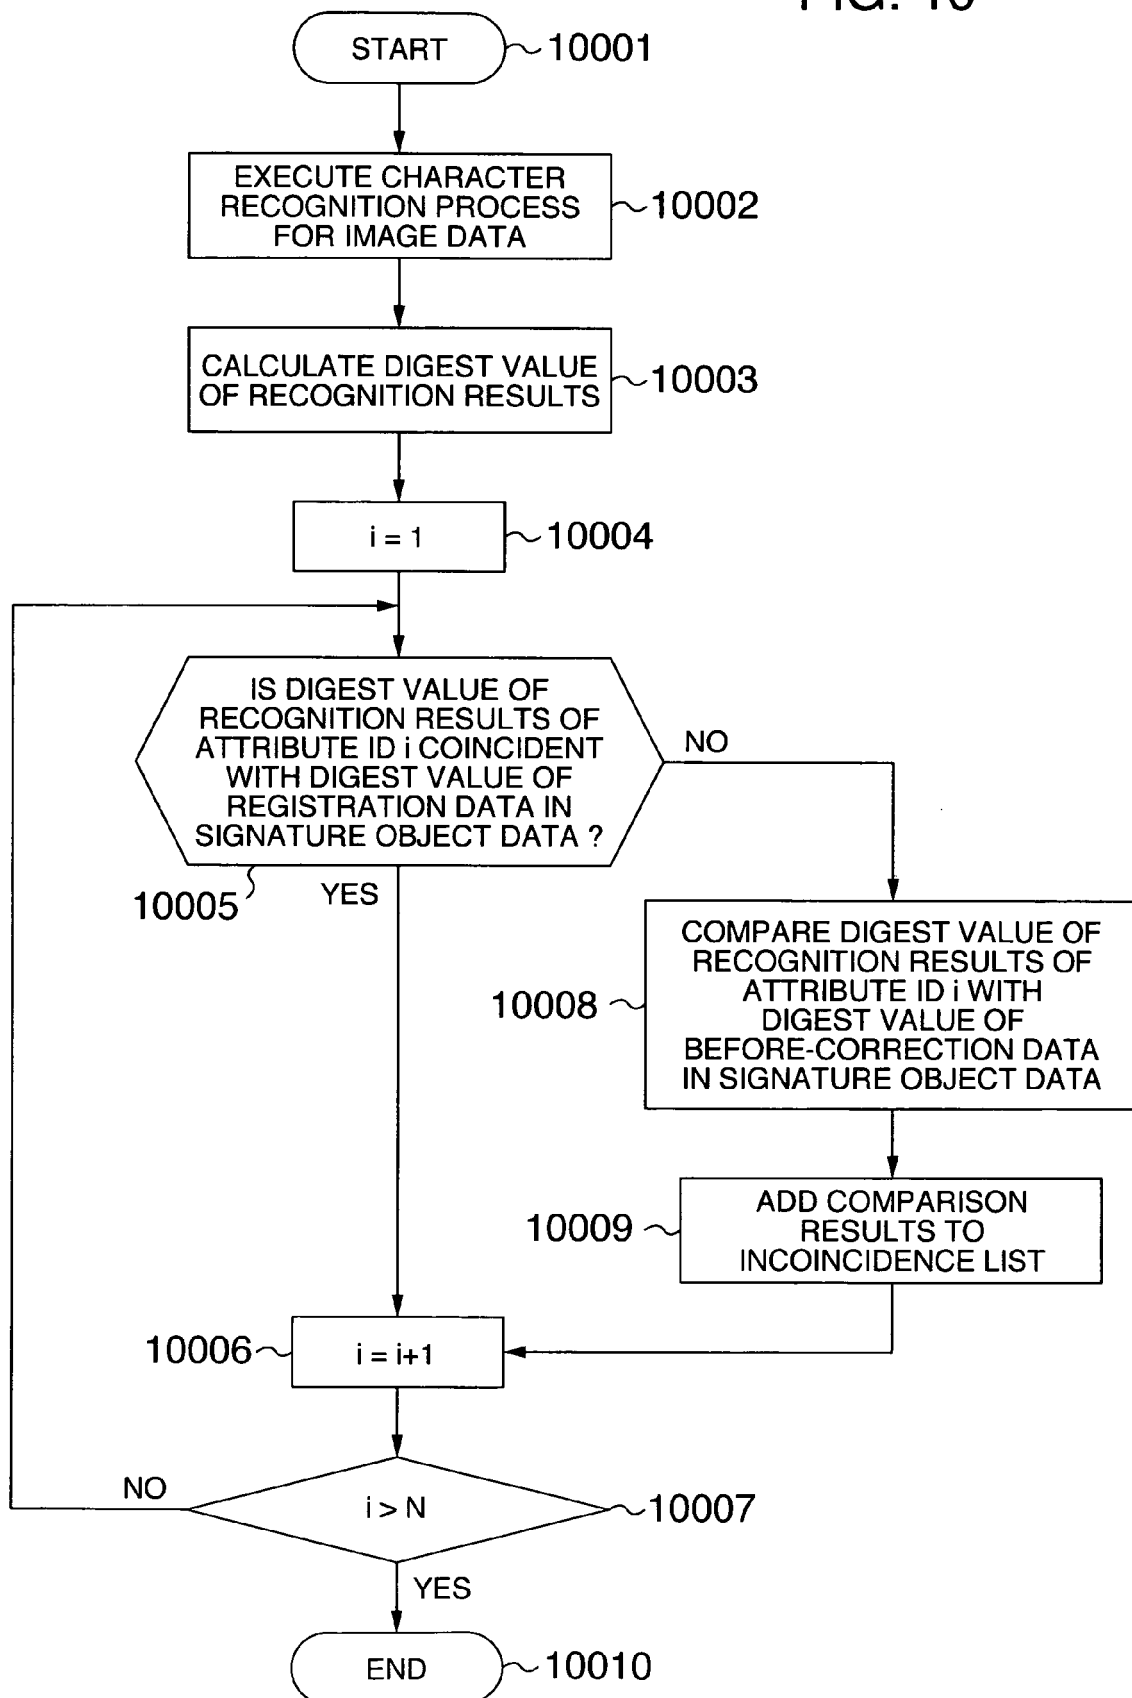 FIG. 10
START
10001
EXECUTE CHARACTER
RECOGNITION PROCESS
FOR IMAGE DATA
10002
CALCULATE DIGEST VALUE
OF RECOGNITION RESULTS
10003
i = 1
10004
IS DIGEST VALUE OF
RECOGNITION RESULTS OF
ATTRIBUTE ID i COINCIDENT
WITH DIGEST VALUE OF
REGISTRATION DATA IN
SIGNATURE OBJECT DATA ?
NO
10005
YES
COMPARE DIGEST VALUE OF
RECOGNITION RESULTS OF
ATTRIBUTE ID i WITH
DIGEST VALUE OF
BEFORE-CORRECTION DATA
IN SIGNATURE OBJECT DATA
10008
ADD COMPARISON
RESULTS TO
INCOINCIDENCE LIST
10009
10006
i = i+1
NO
i > N
10007
YES
END
10010